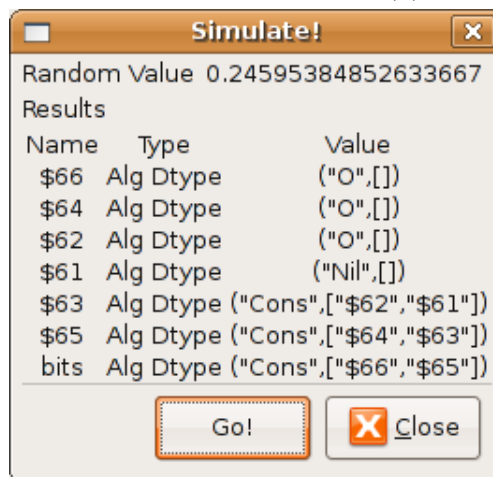 Simulate!
Random Value 0.24595384852633667
Results
Name Type Value
$66 Alg Dtype ("O",[])
$64 Alg Dtype ("O",[])
$62 Alg Dtype ("O",[])
$61 Alg Dtype ("Nil",[])
$63 Alg Dtype ("Cons",["$62","$61"])
$65 Alg Dtype ("Cons",["$64","$63"])
bits Alg Dtype ("Cons",["$66","$65"])
Go! Close